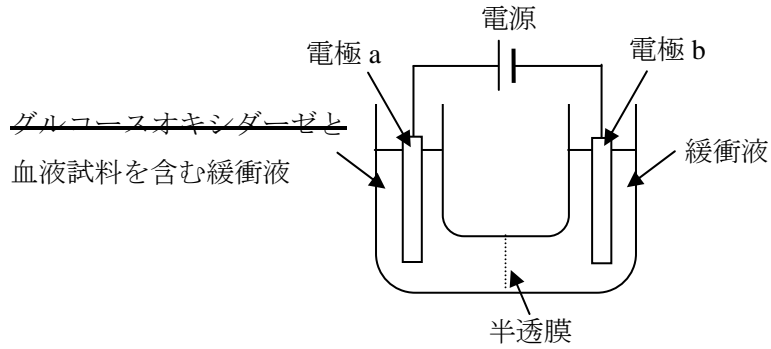 電源
電極 a
電極 b
グルコースオキシダーゼと
血液試料を含む緩衝液
緩衝液
半透膜